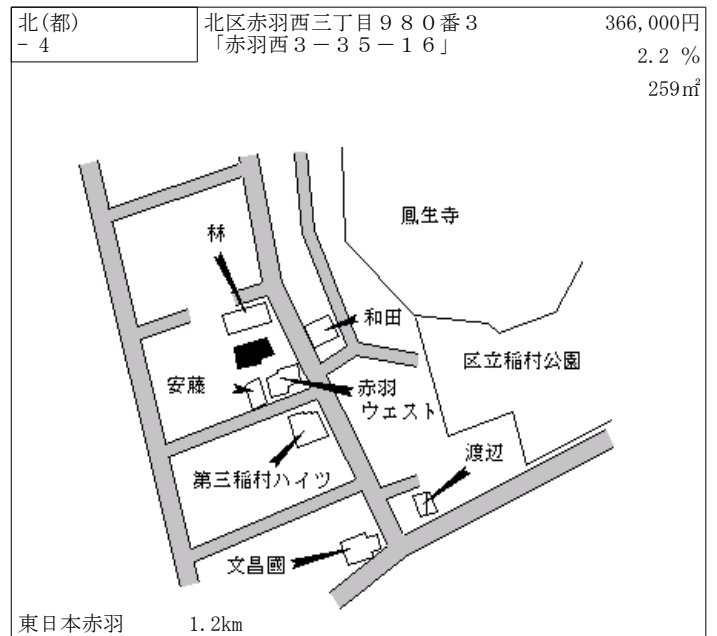 北(都)
- 4
北区赤羽西三丁目９８０番３
「赤羽西３－３５－１６」
366,000円
2.2 %
259㎡
鳳生寺
林
和田
区立稲村公園
安藤
赤羽
ウェスト
渡辺
第三稲村ハイツ
文昌國
東日本赤羽 1.2km